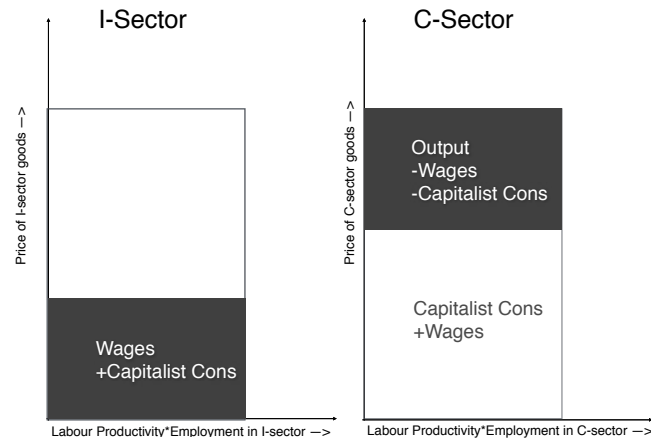 I-Sector
Price of I-sector goods —>
Wages
+Capitalist Cons
Labour Productivity*Employment in I-sector —>
C-Sector
Price of C-sector goods —>
Output
-Wages
-Capitalist Cons
Capitalist Cons
+Wages
Labour Productivity*Employment in C-sector —>